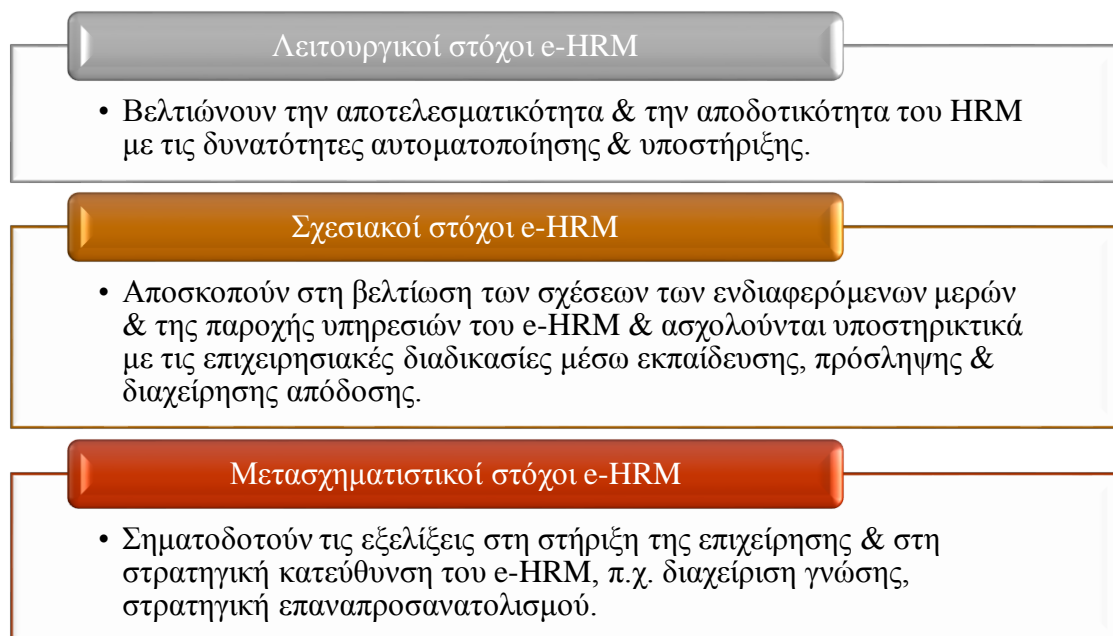 Λειτουργικοί στόχοι e-HRM
• Βελτιώνουν την αποτελεσματικότητα & την αποδοτικότητα του HRM
με τις δυνατότητες αυτοματοποίησης & υποστήριξης.
Σχεσιακοί στόχοι e-HRM
• Αποσκοπούν στη βελτίωση των σχέσεων των ενδιαφερόμενων μερών
& της παροχής υπηρεσιών του e-HRM & ασχολούνται υποστηρικτικά
με τις επιχειρησιακές διαδικασίες μέσω εκπαίδευσης, πρόσληψης &
διαχείρησης απόδοσης.
Μετασχηματιστικοί στόχοι e-HRM
• Σηματοδοτούν τις εξελίξεις στη στήριξη της επιχείρησης & στη
στρατηγική κατεύθυνση του e-HRM, π.χ. διαχείριση γνώσης,
στρατηγική επαναπροσανατολισμού.